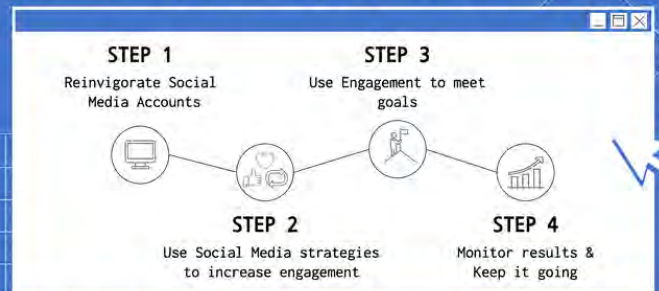 STEP 1
Reinvigorate Social
Media Accounts
STEP 2
Use Social Media strategies
to increase engagement
STEP 3
Use Engagement to meet
goals
STEP 4
Monitor results &
Keep it going